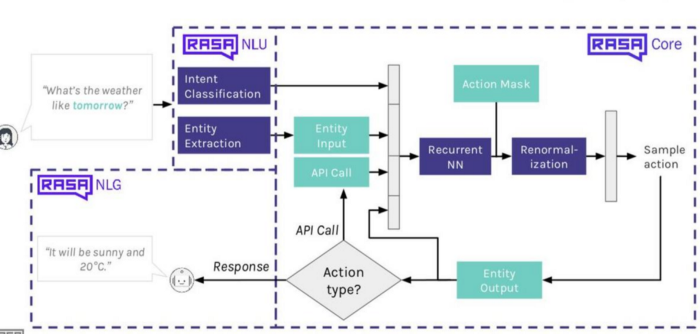 RASA NLU
RASA Core
"What's the weather
like tomorrow?"
Intent
Classification
Entity
Extraction
Entity
Input
API Call
Action Mask
Recurrent
NN
Renormal-
ization
Sample
action
RASA NLG
"It will be sunny and
20°C."
Response
API Call
Action
type?
Entity
Output